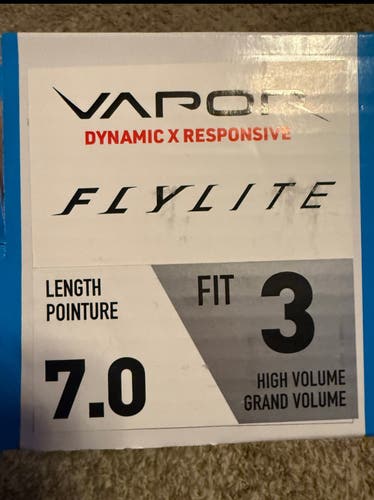 VAPOR
DYNAMIC X RESPONSIVE
FLYLITE
LENGTH
POINTURE
7.0
FIT 3
HIGH VOLUME
GRAND VOLUME